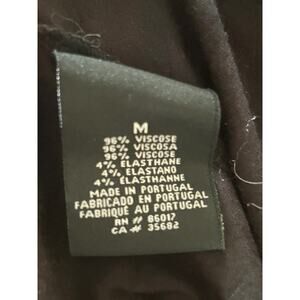 M
96% VISCOSE
96% VISCOSA
96% VISCOSE
4% ELASTHANE
4% ELASTANO
4% ELASTHANNE
MADE IN PORTUGAL
FABRICADO EN PORTUGAL
FABRIQUÉ AU PORTUGAL
RN # 86017
CA # 35682